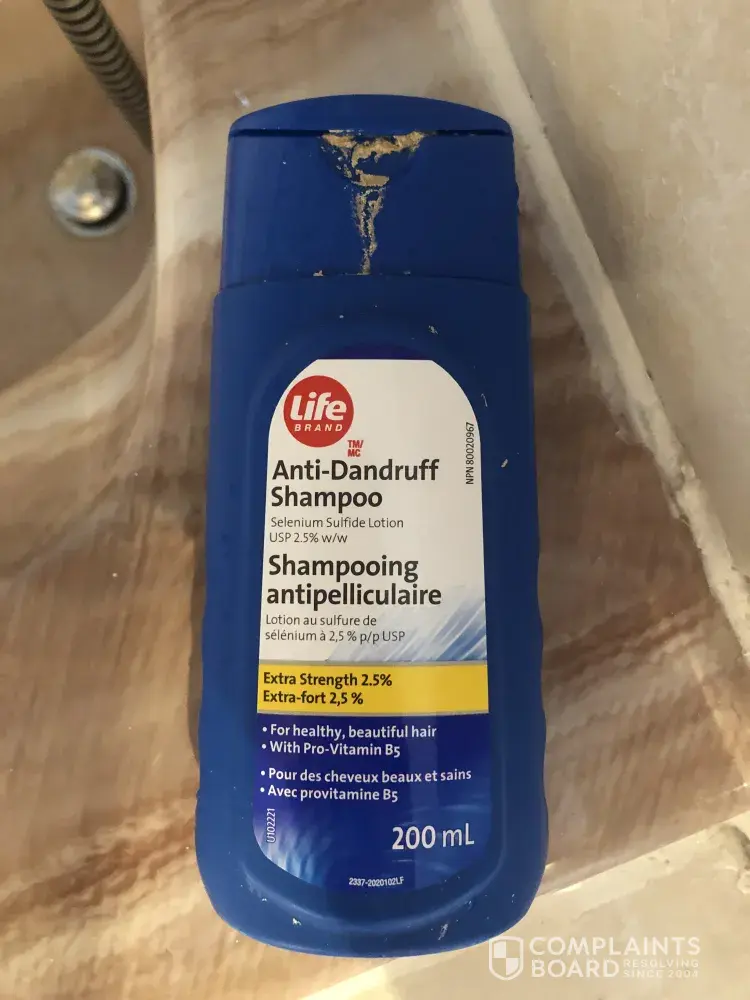 Life
BRAND
TM/
MC
NPN 80020967
Anti-Dandruff
Shampoo
Selenium Sulfide Lotion
USP 2.5% w/w
Shampooing
antipelliculaire
Lotion au sulfure de
sélénium à 2,5 % p/p USP
Extra Strength 2.5%
Extra-fort 2,5 %
• For healthy, beautiful hair
• With Pro-Vitamin B5
• Pour des cheveux beaux et sains
• Avec provitamine B5
U102221
200 mL
2337-2020102LF
COMPLAINTS
BOARD RESOLVING
SINCE 2004